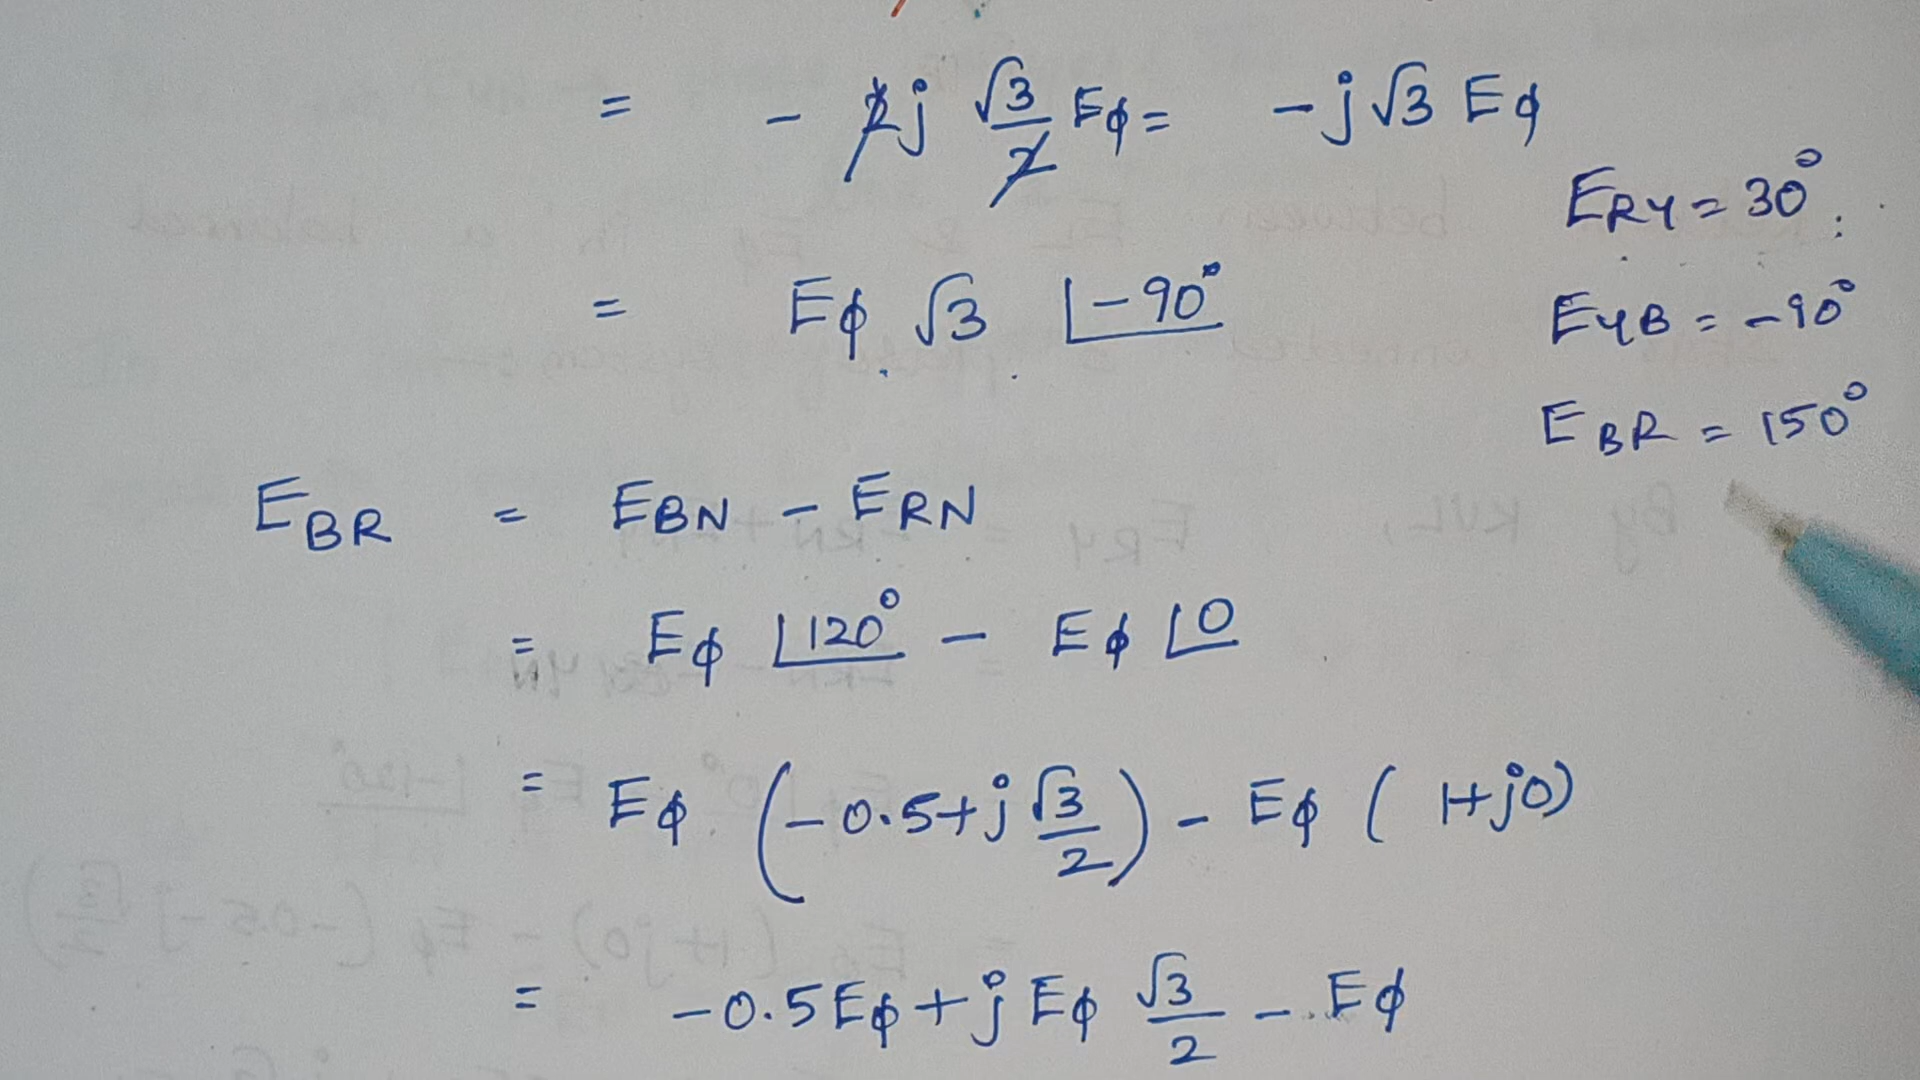 = - 2j √3/2 Eϕ = -j√3 Eϕ
ERY = 30°
= Eϕ √3 ∠-90°
EYB = -90°
EBR = 150°
EBR = EBN - ERN
= Eϕ ∠120° - Eϕ ∠0
= Eϕ (-0.5+j √3/2) - Eϕ (1+j0)
= -0.5Eϕ + j Eϕ √3/2 - Eϕ